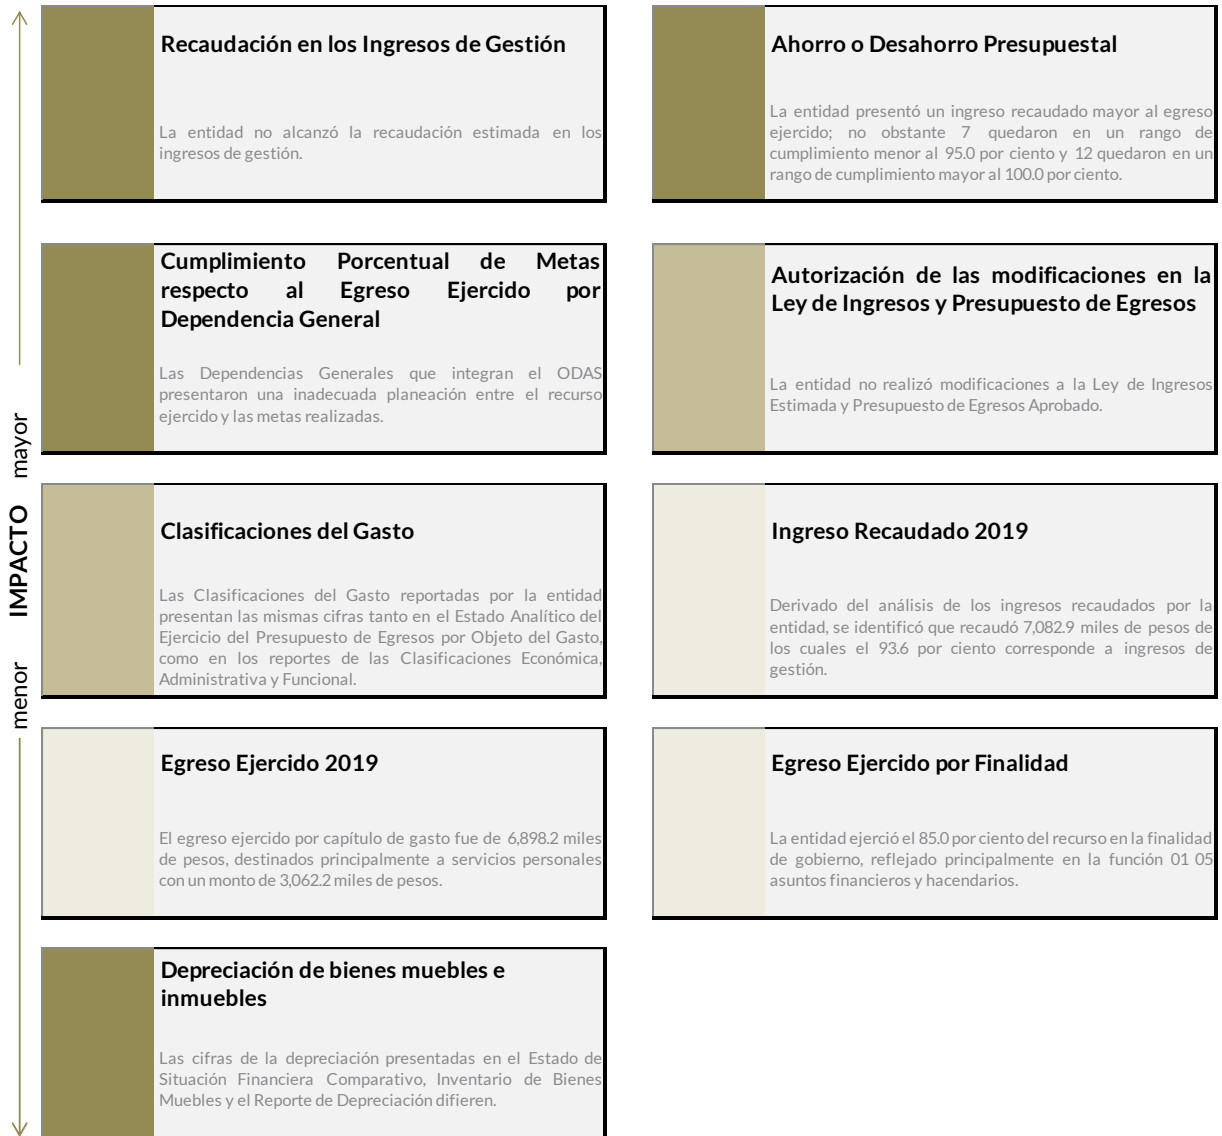 Recaudación en los Ingresos de Gestión
La entidad no alcanzó la recaudación estimada en los
ingresos de gestión.
Ahorro o Desahorro Presupuestal
La entidad presentó un ingreso recaudado mayor al egreso
ejercido; no obstante 7 quedaron en un rango de
cumplimiento menor al 95.0 por ciento y 12 quedaron en un
rango de cumplimiento mayor al 100.0 por ciento.
Cumplimiento Porcentual de Metas
respecto al Egreso Ejercido por
Dependencia General
Las Dependencias Generales que integran el ODAS
presentaron una inadecuada planeación entre el recurso
ejercido y las metas realizadas.
Autorización de las modificaciones en la
Ley de Ingresos y Presupuesto de Egresos
La entidad no realizó modificaciones a la Ley de Ingresos
Estimada y Presupuesto de Egresos Aprobado.
menor IMPACTO mayor
Clasificaciones del Gasto
Las Clasificaciones del Gasto reportadas por la entidad
presentan las mismas cifras tanto en el Estado Analítico del
Ejercicio del Presupuesto de Egresos por Objeto del Gasto,
como en los reportes de las Clasificaciones Económica,
Administrativa y Funcional.
Ingreso Recaudado 2019
Derivado del análisis de los ingresos recaudados por la
entidad, se identificó que recaudó 7,082.9 miles de pesos de
los cuales el 93.6 por ciento corresponde a ingresos de
gestión.
Egreso Ejercido 2019
El egreso ejercido por capítulo de gasto fue de 6,898.2 miles
de pesos, destinados principalmente a servicios personales
con un monto de 3,062.2 miles de pesos.
Egreso Ejercido por Finalidad
La entidad ejerció el 85.0 por ciento del recurso en la finalidad
de gobierno, reflejado principalmente en la función 01 05
asuntos financieros y hacendarios.
Depreciación de bienes muebles e
inmuebles
Las cifras de la depreciación presentadas en el Estado de
Situación Financiera Comparativo, Inventario de Bienes
Muebles y el Reporte de Depreciación difieren.